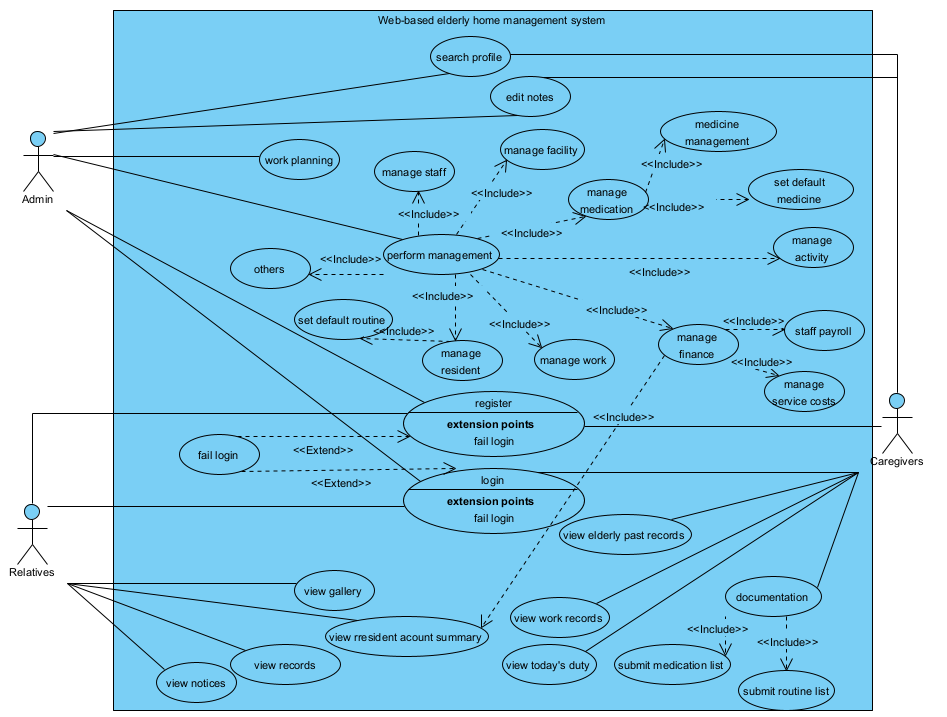 Web-based elderly home management system
search profile
edit notes
work planning
manage staff
manage facility
medicine
management
<<Include>>
manage
medication
<<Include>>
set default
medicine
<<Include>>
<<Include>>
<<Include>>
Admin
perform management
manage
activity
<<Include>>
others
<<Include>>
<<Include>>
<<Include>>
set default routine
<<Include>>
<<Include>>
manage
resident
manage work
manage
finance
<<Include>>
staff payroll
<<Include>>
manage
service costs
register
extension points
fail login
<<Include>>
fail login
<<Extend>>
<<Extend>>
login
extension points
fail login
Caregivers
view elderly past records
Relatives
view gallery
documentation
view work records
view rresident acount summary
<<Include>>
<<Include>>
view records
view today's duty
submit medication list
view notices
submit routine list